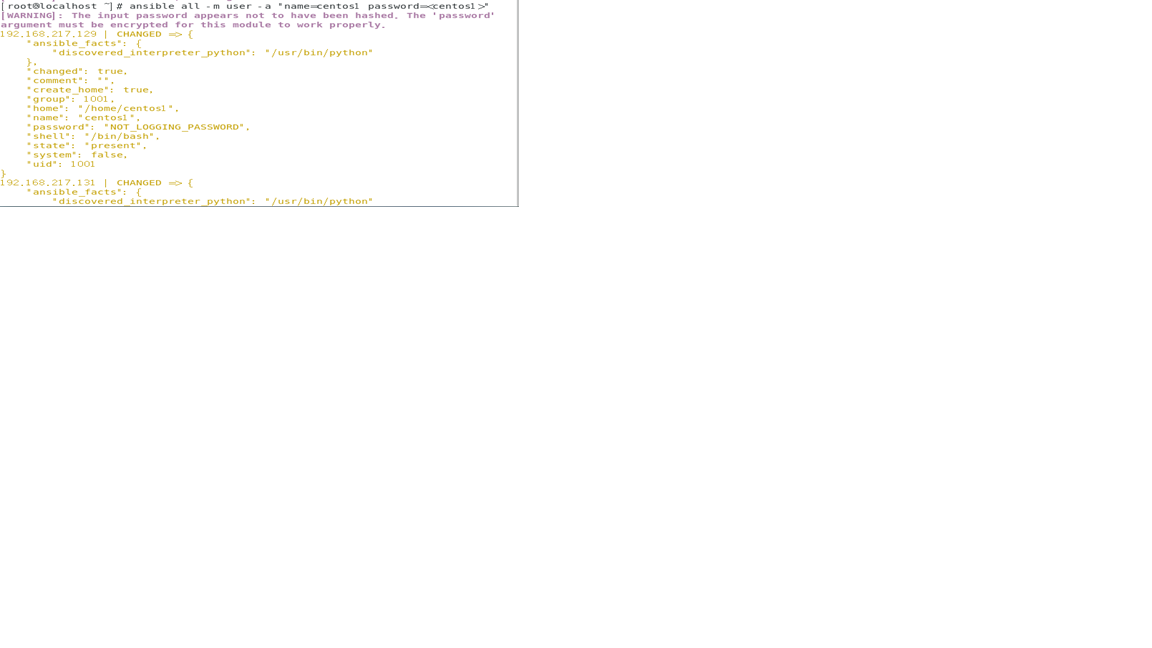 [root@localhost ~]# ansible all -m user -a "name=centos1 password=<centos1>"
[WARNING]: The input password appears not to have been hashed. The 'password'
argument must be encrypted for this module to work properly.
192.168.217.129 | CHANGED => {
    "ansible_facts": {
        "discovered_interpreter_python": "/usr/bin/python"
    },
    "changed": true,
    "comment": "",
    "create_home": true,
    "group": 1001,
    "home": "/home/centos1",
    "name": "centos1",
    "password": "NOT_LOGGING_PASSWORD",
    "shell": "/bin/bash",
    "state": "present",
    "system": false,
    "uid": 1001
}
192.168.217.131 | CHANGED => {
    "ansible_facts": {
        "discovered_interpreter_python": "/usr/bin/python"